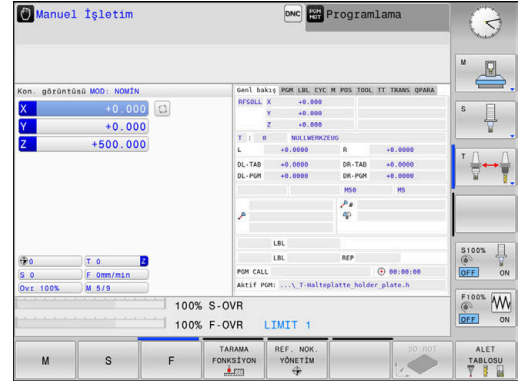 Manuel İşletim
DNC
PGM MGT
Programlama
Kon. görüntüsü MOD: NOMİN
X +0.000
Y +0.000
Z +500.000
Genl bakış PGM LBL CYC M POS TOOL TT TRANS QPARA
RFSOLL X +0.000
Y +0.000
Z +0.000
T : 0 NULLWERKZEUG
L +0.0000 R +0.0000
DL-TAB +0.0000 DR-TAB +0.0000
DL-PGM +0.0000 DR-PGM +0.0000
M50 M5
P#
P
LBL
LBL REP
PGM CALL 00:00:00
Aktif PGM: ...\_T-Halteplatte_holder_plate.h
0 T 0 Z
S 0 F 0mm/min
Ovr 100% M 5/9
100% S-OVR
100% F-OVR LIMIT 1
M
S
T
S100%
OFF ON
F100%
OFF ON
M
S
F
TARAMA FONKSİYON
REF. NOK. YÖNETİM
3D ROT
ALET TABLOSU